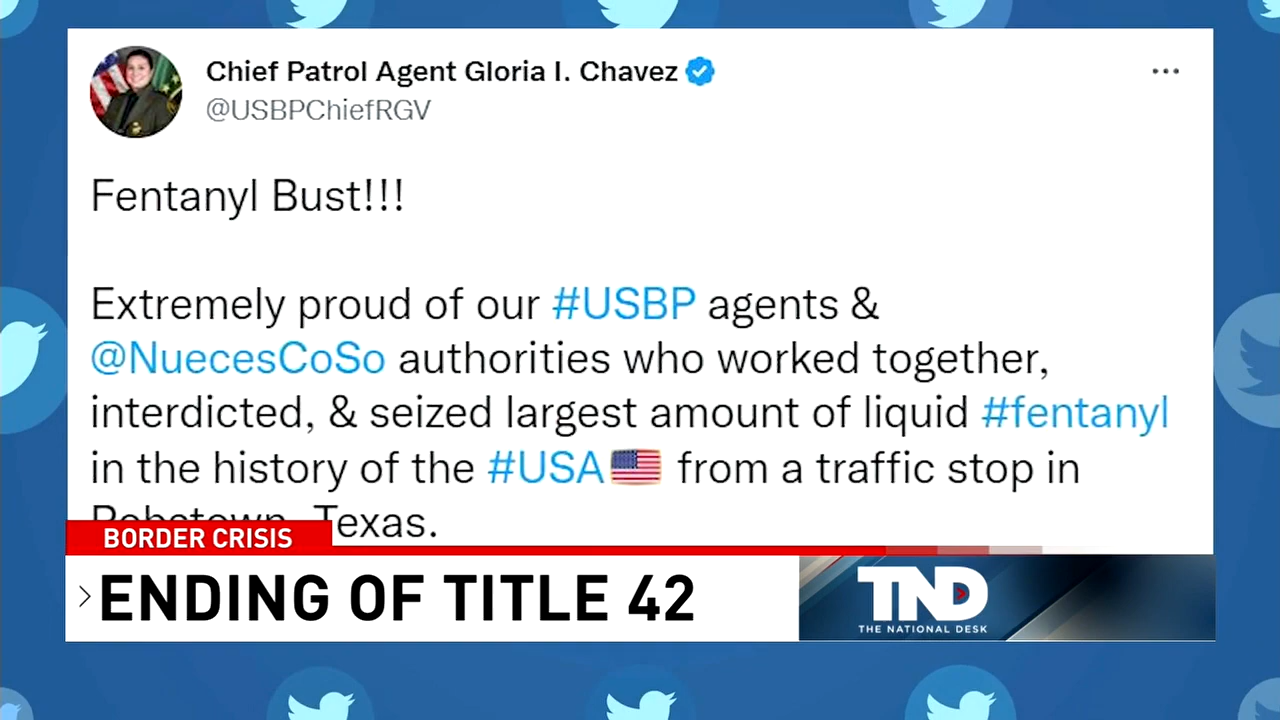 Chief Patrol Agent Gloria I. Chavez
@USBPChiefRGV
Fentanyl Bust!!!
Extremely proud of our #USBP agents &
@NuecesCoSo authorities who worked together,
interdicted, & seized largest amount of liquid #fentanyl
in the history of the #USA🇺🇸 from a traffic stop in
Texas.
BORDER CRISIS
>ENDING OF TITLE 42
TND
THE NATIONAL DESK